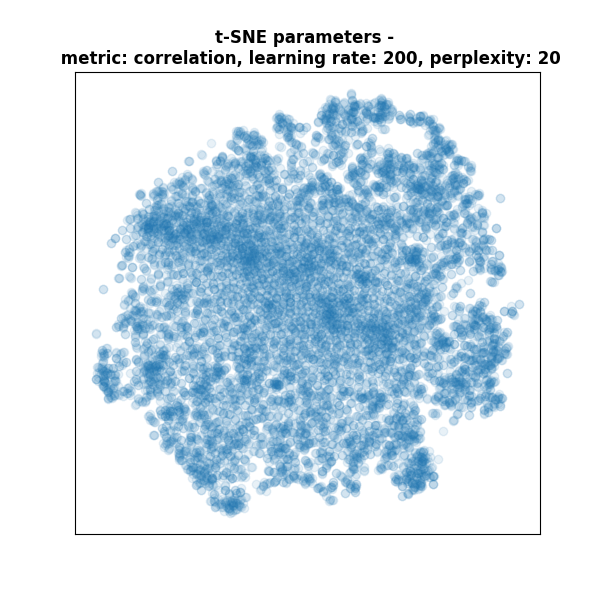 t-SNE parameters -
metric: correlation, learning rate: 200, perplexity: 20